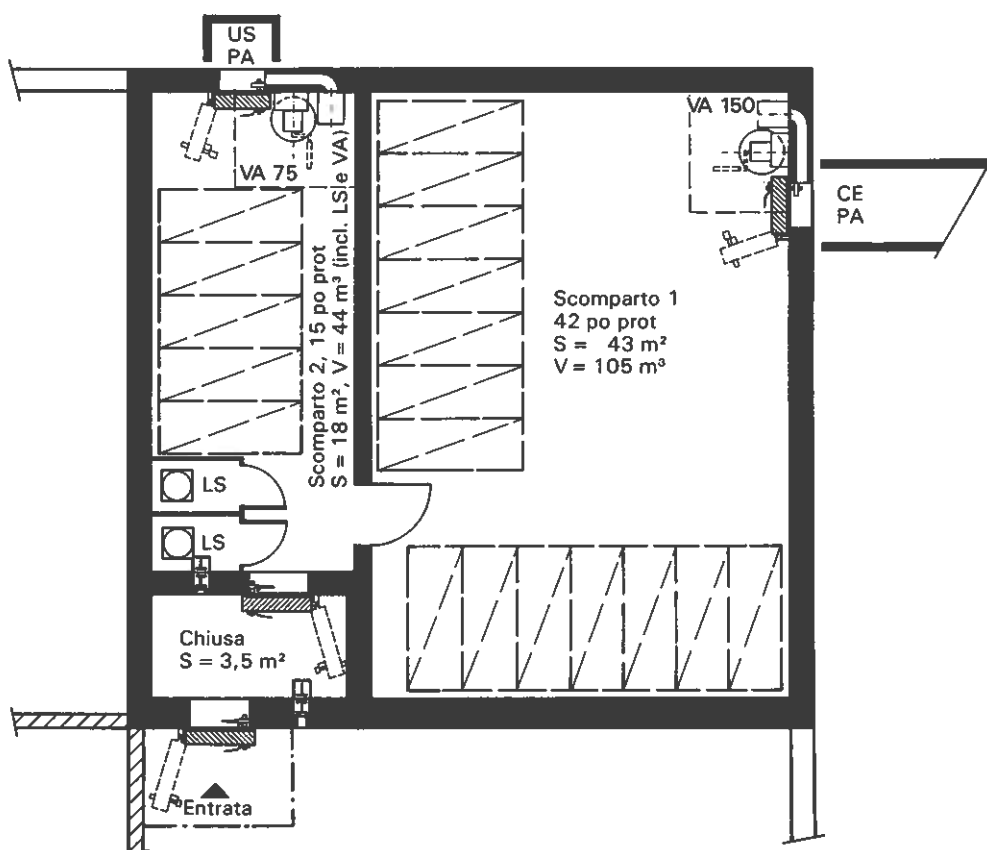 US
PA
VA 75
VA 150
CE
PA
Scomparto 2, 15 po prot
S = 18 m², V = 44 m³ (incl. LS e VA)
Scomparto 1
42 po prot
S = 43 m²
V = 105 m³
LS
LS
Chiusa
S = 3,5 m²
Entrata